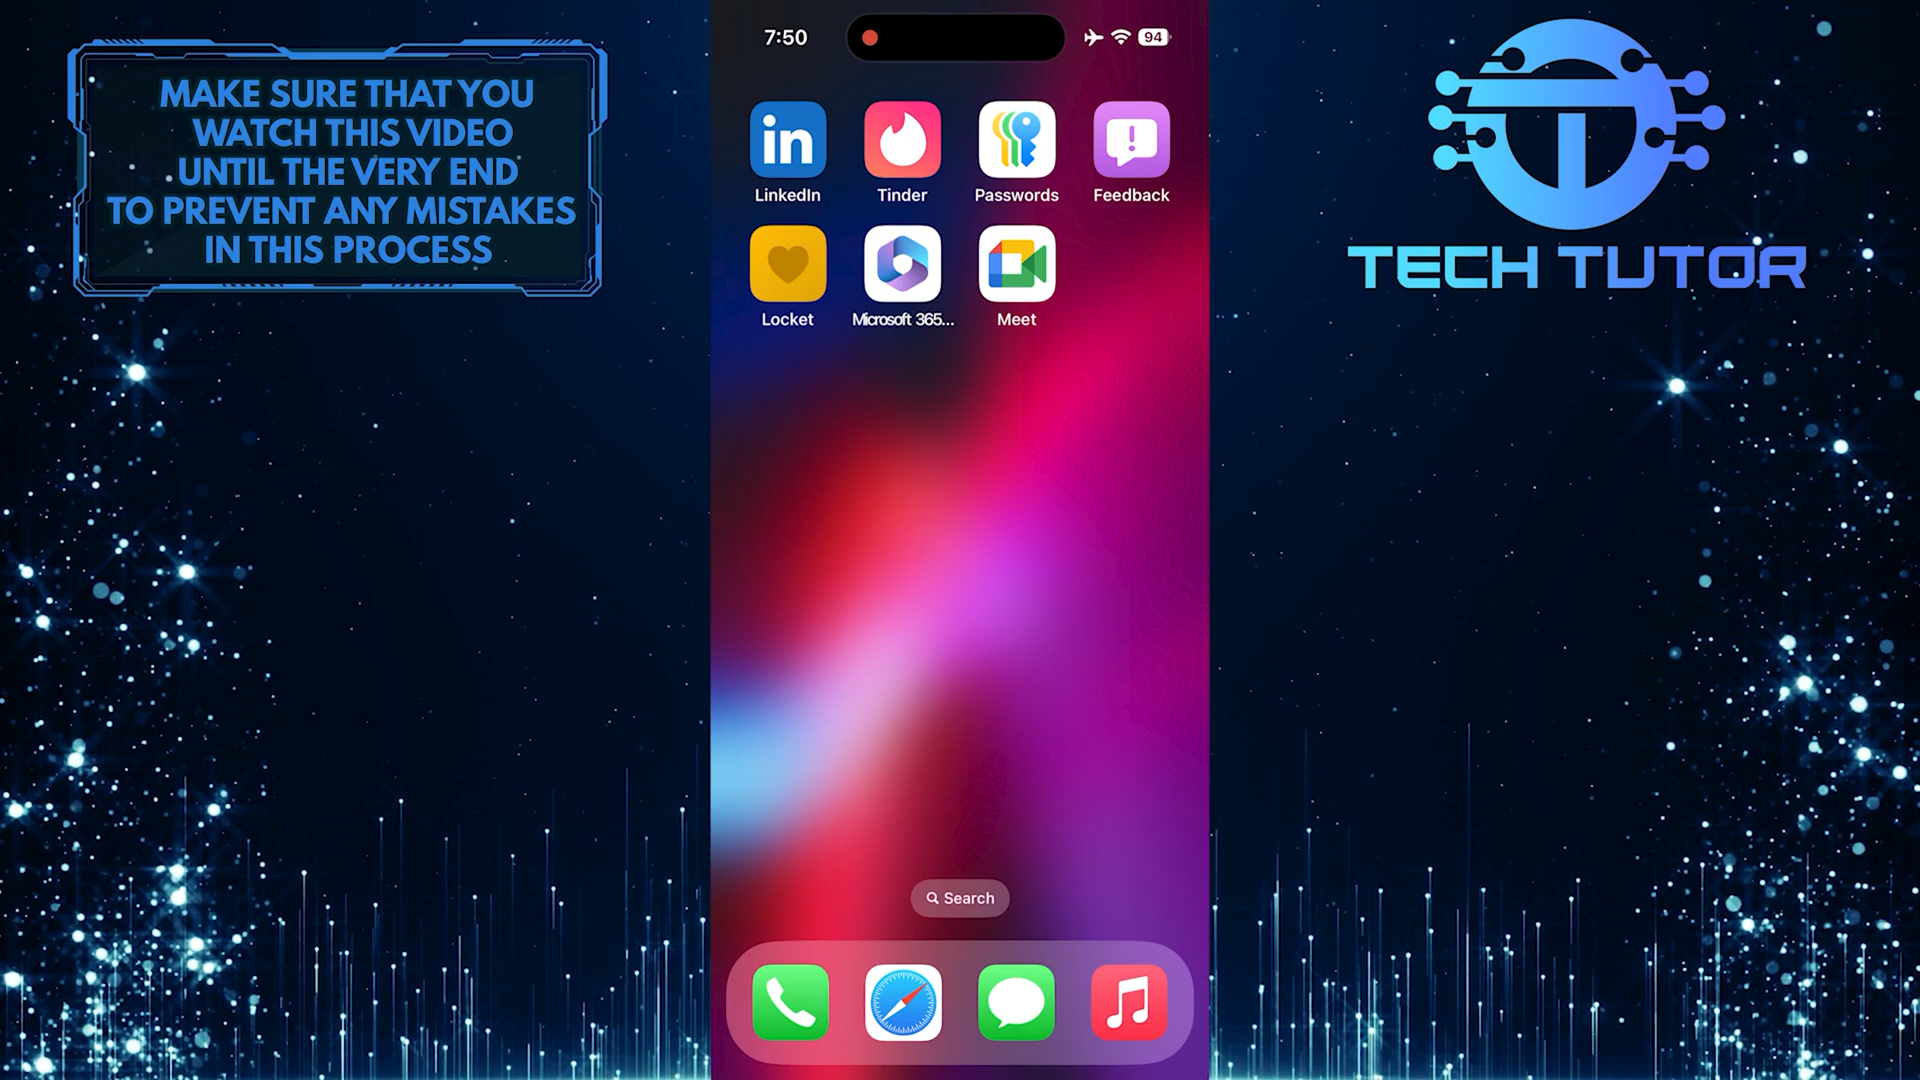 MAKE SURE THAT YOU
WATCH THIS VIDEO
UNTIL THE VERY END
TO PREVENT ANY MISTAKES
IN THIS PROCESS
7:50
94
LinkedIn
Tinder
Passwords
Feedback
Locket
Microsoft 365...
Meet
Search
TECH TUTOR
in